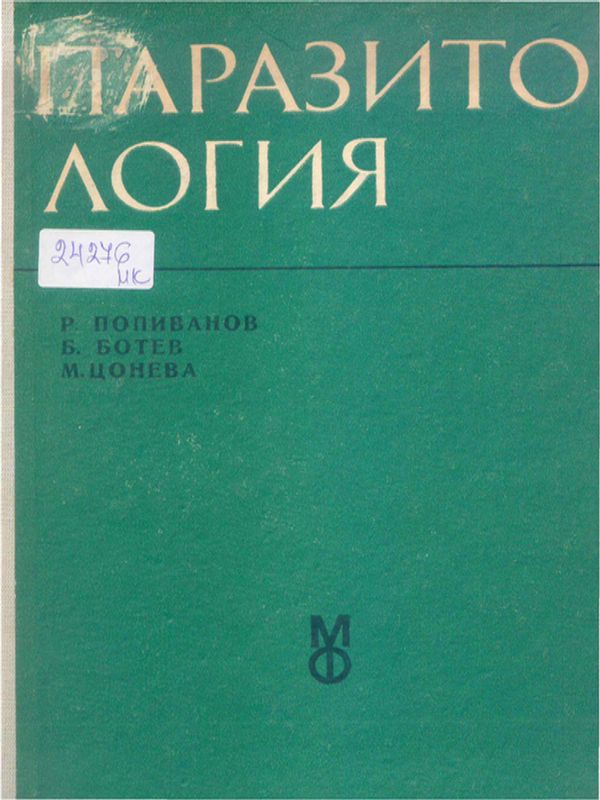 ПАРАЗИТО
ЛОГИЯ
24276
МК
Р. ПОПИВАНОВ
Б. БОТЕВ
М. ЦОНЕВА
МФ